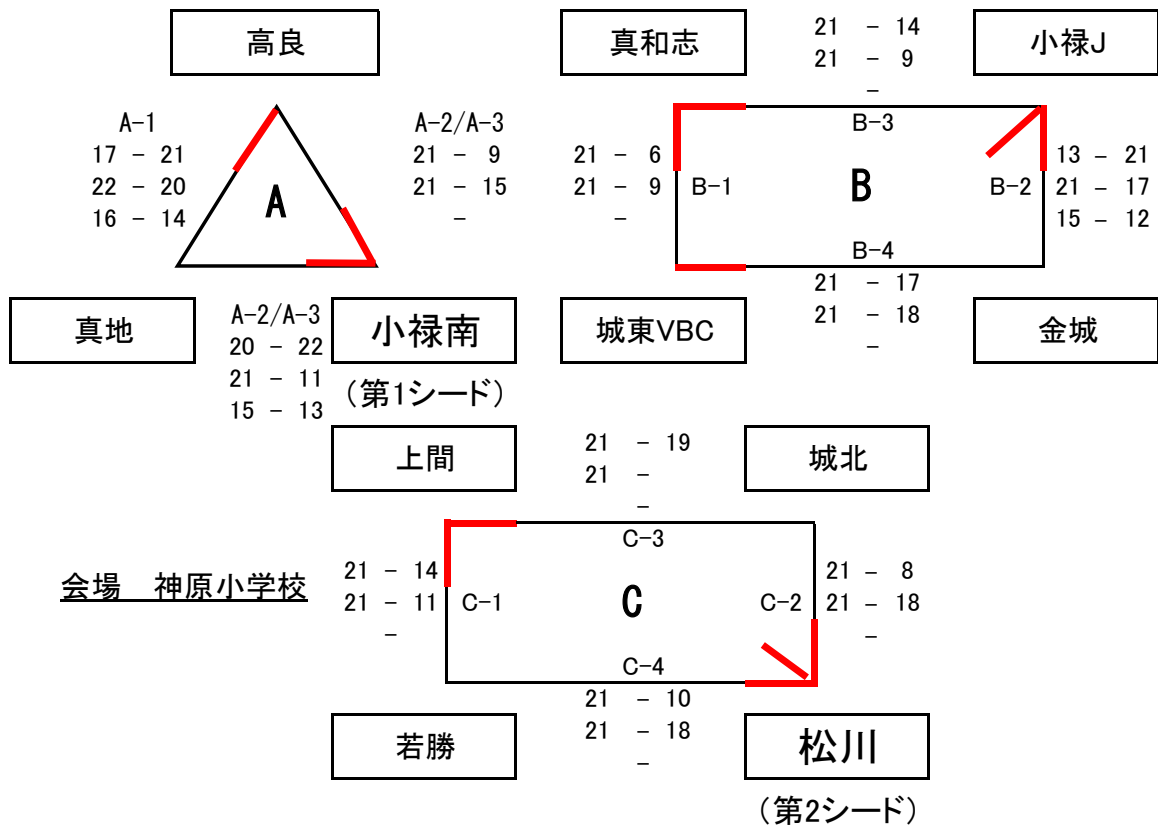 高良
A-1
17 - 21
22 - 20
16 - 14
A-2/A-3
21 - 9
21 - 15
-
A
真地
A-2/A-3
20 - 22
21 - 11
15 - 13
小禄南
(第1シード)
真和志
21 - 14
21 - 9
-
小禄J
B-3
21 - 6
21 - 9
-
B-1
B
B-2
13 - 21
21 - 17
15 - 12
B-4
21 - 17
21 - 18
-
城東VBC
金城
上間
21 - 19
21 -
-
城北
C-3
会場 神原小学校
21 - 14
21 - 11
-
C-1
C
C-2
21 - 8
21 - 18
-
C-4
21 - 10
21 - 18
-
若勝
松川
(第2シード)